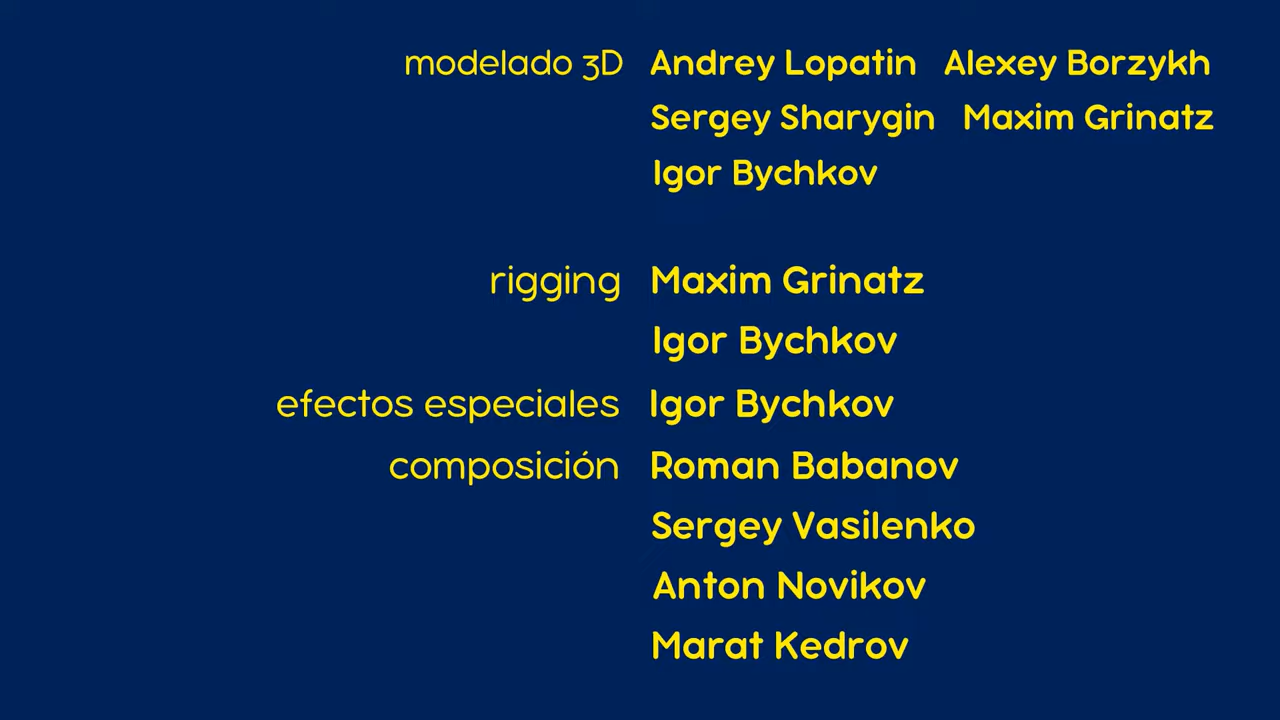 modelado 3D Andrey Lopatin Alexey Borzykh
Sergey Sharygin Maxim Grinatz
Igor Bychkov
rigging Maxim Grinatz
Igor Bychkov
efectos especiales Igor Bychkov
composición Roman Babanov
Sergey Vasilenko
Anton Novikov
Marat Kedrov